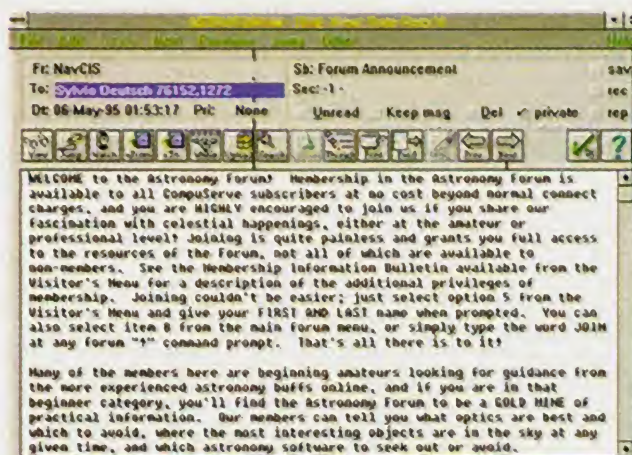 Fr: NavCIS Sb: Forum Announcement sav
To: Sylvio Deutsch 76152,1272 Sec: -1 - rec
Dt: 06-May-95 01:53:17 Pri: None Unread Keep msg Del ✓ private rep
WELCOME to the Astronomy Forum! Membership in the Astronomy Forum is
available to all CompuServe subscribers at no cost beyond normal connect
charges, and you are HIGHLY encouraged to join us if you share our
fascination with celestial happenings, either at the amateur or
professional level! Joining is quite painless and grants you full access
to the resources of the Forum, not all of which are available to
non-members. See the Membership Information Bulletin available from the
Visitor's Menu for a description of the additional privileges of
membership. Joining couldn't be easier; just select option 5 from the
Visitor's Menu and give your FIRST AND LAST name when prompted. You can
also select item 8 from the main Forum menu, or simply type the word JOIN
at any forum "!" command prompt. That's all there is to it!
Many of the members here are beginning amateurs looking for guidance from
the more experienced astronomy buffs online, and if you are in that
beginner category, you'll find the Astronomy Forum to be a GOLD MINE of
practical information. Our members can tell you what optics are best and
which to avoid, where the most interesting objects are in the sky at any
given time, and which astronomy software to seek out or avoid.